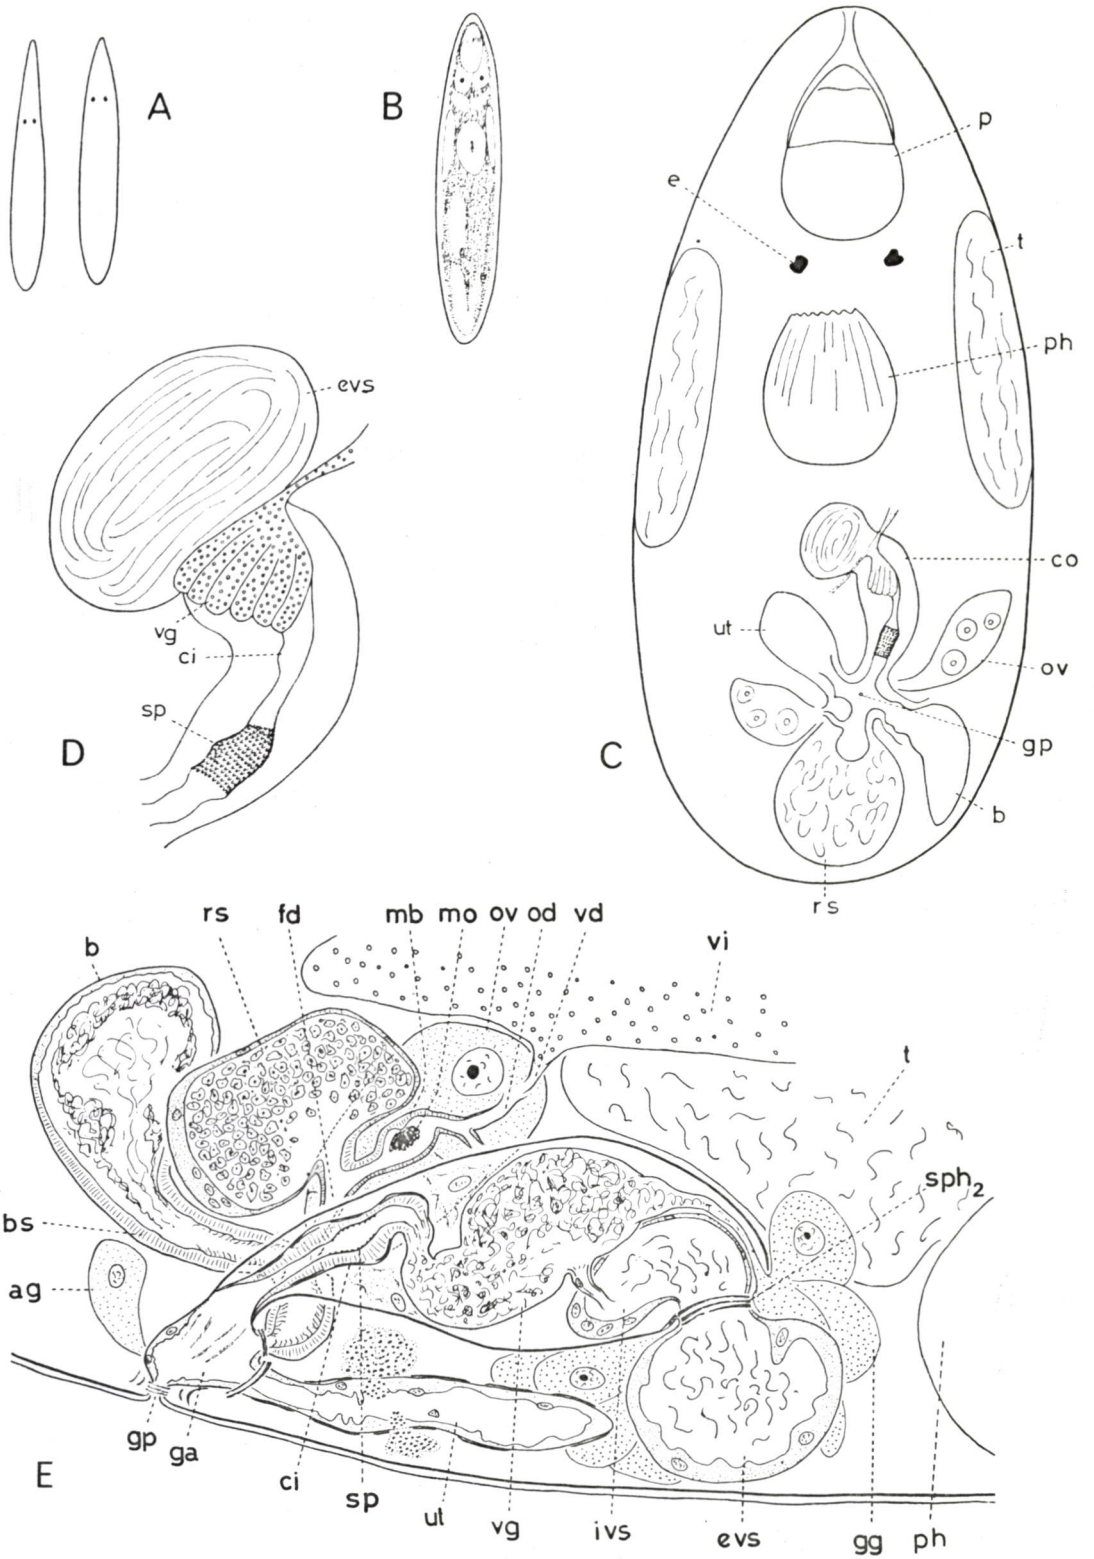 A
B
p
e
t
ph
evs
co
vg
ut
ci
ov
sp
D
C
gp
b
rs
rs fd mb mo ov od vd
b vi
t
sph2
bs
ag
gp ga
E ci sp ut vg ivs evs gg ph